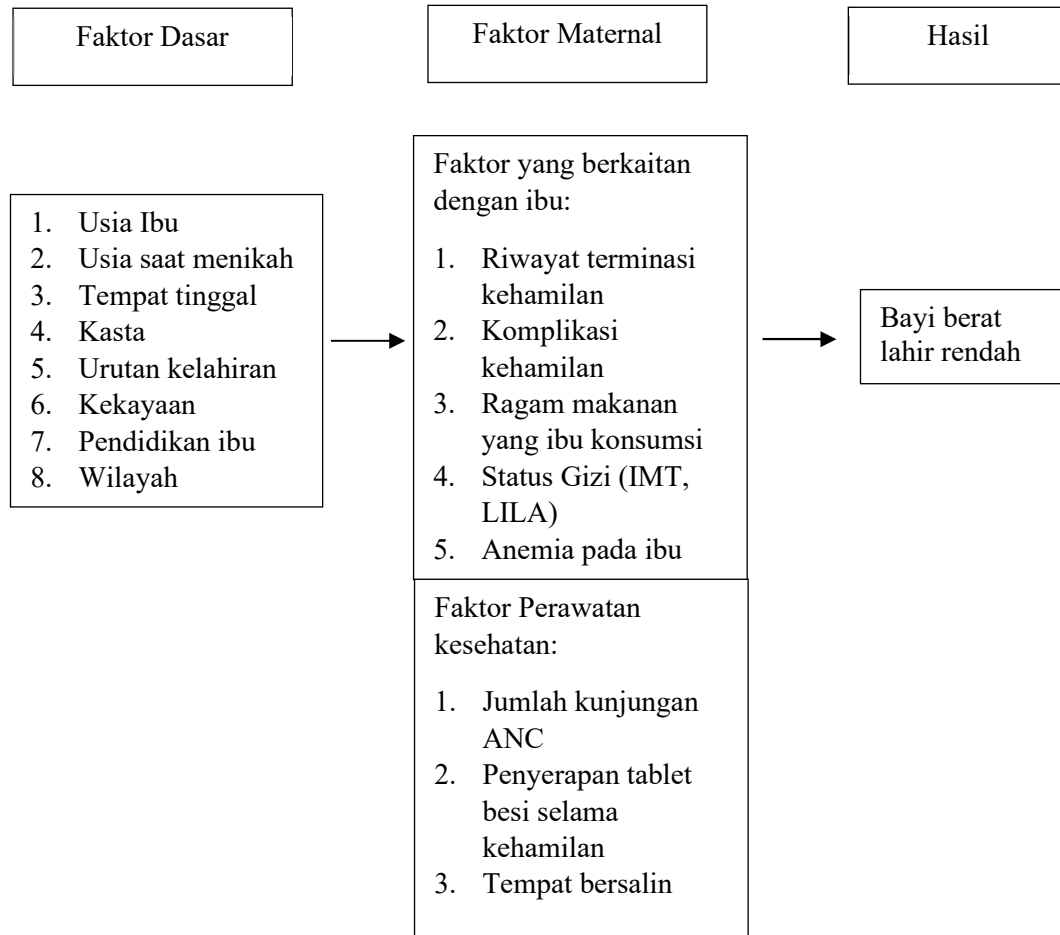 Faktor Dasar
Faktor Maternal
Hasil
1. Usia Ibu
2. Usia saat menikah
3. Tempat tinggal
4. Kasta
5. Urutan kelahiran
6. Kekayaan
7. Pendidikan ibu
8. Wilayah
Faktor yang berkaitan
dengan ibu:
1. Riwayat terminasi
kehamilan
2. Komplikasi
kehamilan
3. Ragam makanan
yang ibu konsumsi
4. Status Gizi (IMT,
LILA)
5. Anemia pada ibu
Faktor Perawatan
kesehatan:
1. Jumlah kunjungan
ANC
2. Penyerapan tablet
besi selama
kehamilan
3. Tempat bersalin
Bayi berat
lahir rendah